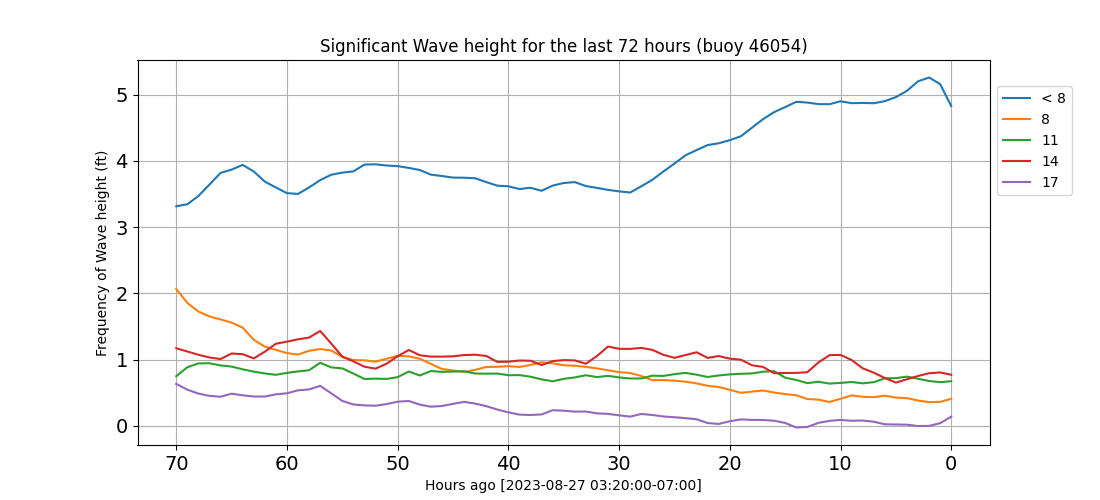 Significant Wave height for the last 72 hours (buoy 46054)
Frequency of Wave height (ft)
5
4
3
2
1
0
70 60 50 40 30 20 10 0
Hours ago [2023-08-27 03:20:00-07:00]
< 8
8
11
14
17